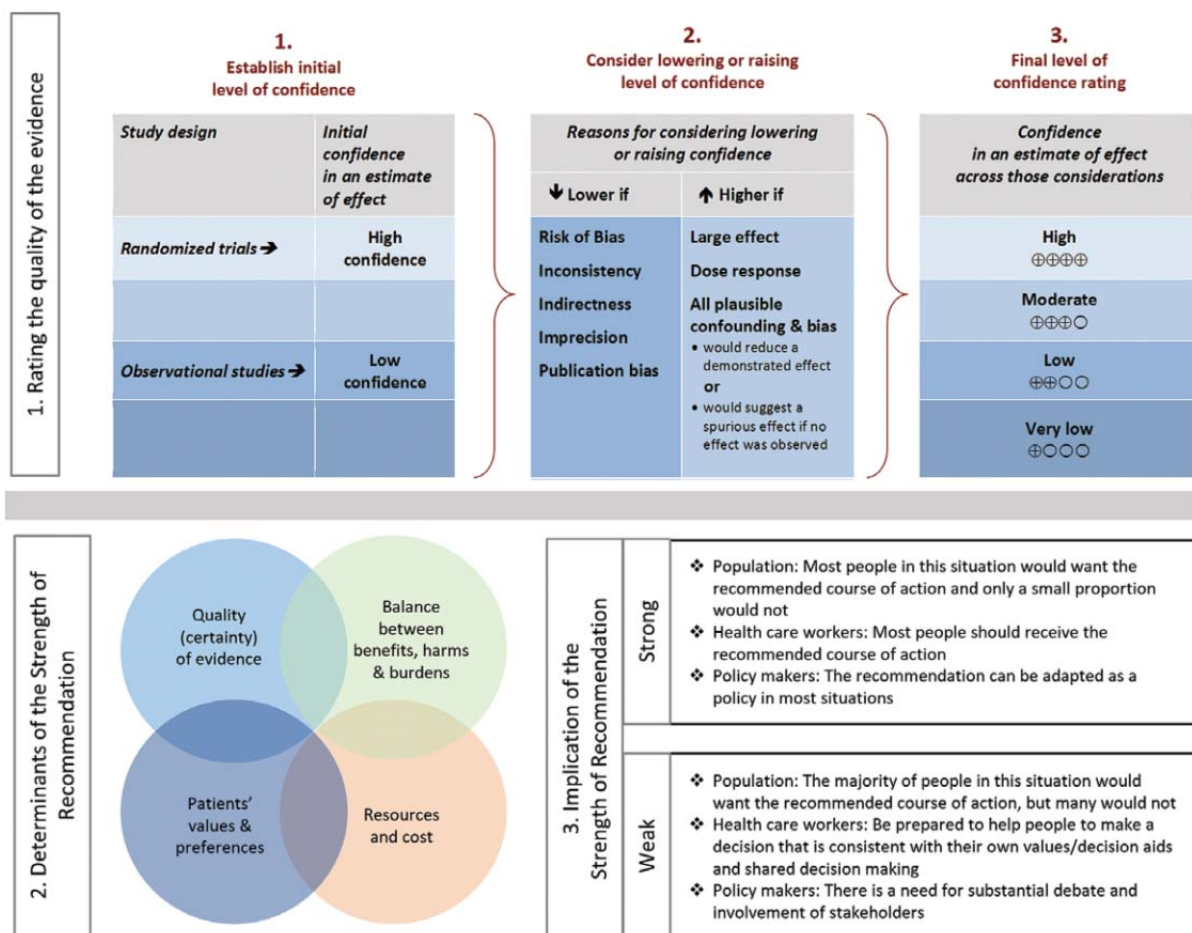 1. Rating the quality of the evidence
1.
Establish initial
level of confidence
2.
Consider lowering or raising
level of confidence
3.
Final level of
confidence rating
Study design
Initial
confidence
in an estimate
of effect
Randomized trials ➔
High
confidence
Observational studies ➔
Low
confidence
Reasons for considering lowering
or raising confidence
🡇 Lower if
🡅 Higher if
Risk of Bias
Inconsistency
Indirectness
Imprecision
Publication bias
Large effect
Dose response
All plausible
confounding & bias
• would reduce a
demonstrated effect
or
• would suggest a
spurious effect if no
effect was observed
Confidence
in an estimate of effect
across those considerations
High
⊕⊕⊕⊕
Moderate
⊕⊕⊕○
Low
⊕⊕○○
Very low
⊕○○○
2. Determinants of the Strength of
Recommendation
Quality
(certainty)
of evidence
Balance
between
benefits, harms
& burdens
Patients’
values &
preferences
Resources
and cost
3. Implication of the
Strength of Recommendation
Strong
❖ Population: Most people in this situation would want the
recommended course of action and only a small proportion
would not
❖ Health care workers: Most people should receive the
recommended course of action
❖ Policy makers: The recommendation can be adapted as a
policy in most situations
Weak
❖ Population: The majority of people in this situation would
want the recommended course of action, but many would not
❖ Health care workers: Be prepared to help people to make a
decision that is consistent with their own values/decision aids
and shared decision making
❖ Policy makers: There is a need for substantial debate and
involvement of stakeholders